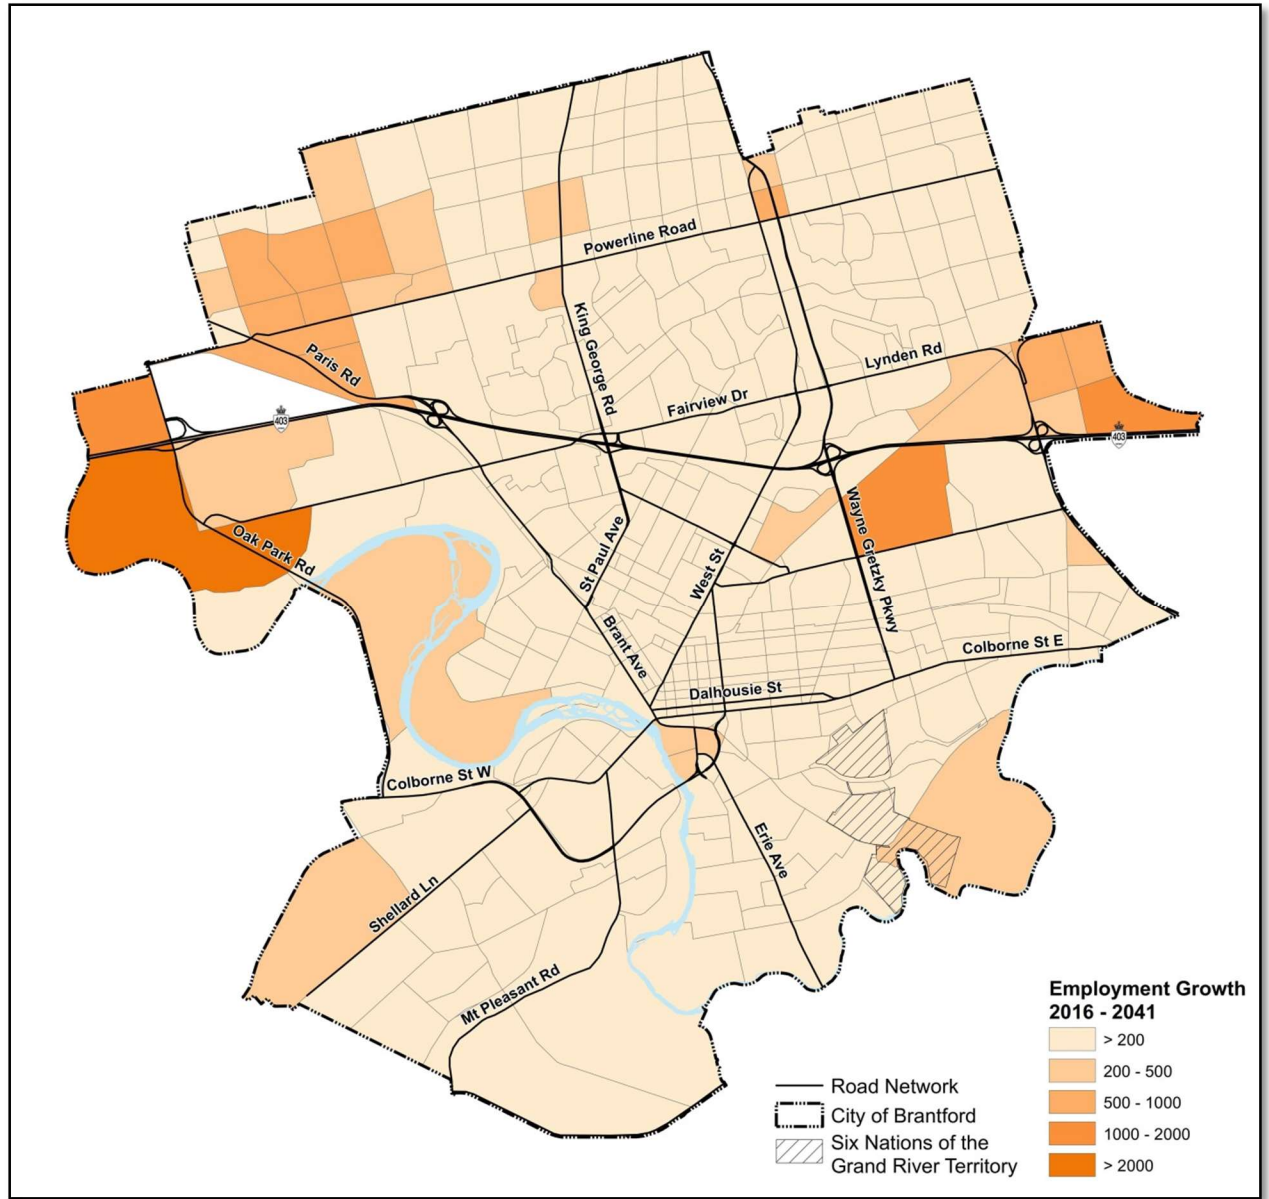 Powerline Road
King George Rd
Paris Rd
Lynden Rd
Fairview Dr
403
403
Wayne Gretzky Pkwy
Oak Park Rd
St Paul Ave
West St
Brant Ave
Colborne St E
Dalhousie St
Colborne St W
Erie Ave
Shellard Ln
Mt Pleasant Rd
Employment Growth
2016 - 2041
> 200
200 - 500
500 - 1000
1000 - 2000
> 2000
Road Network
City of Brantford
Six Nations of the
Grand River Territory